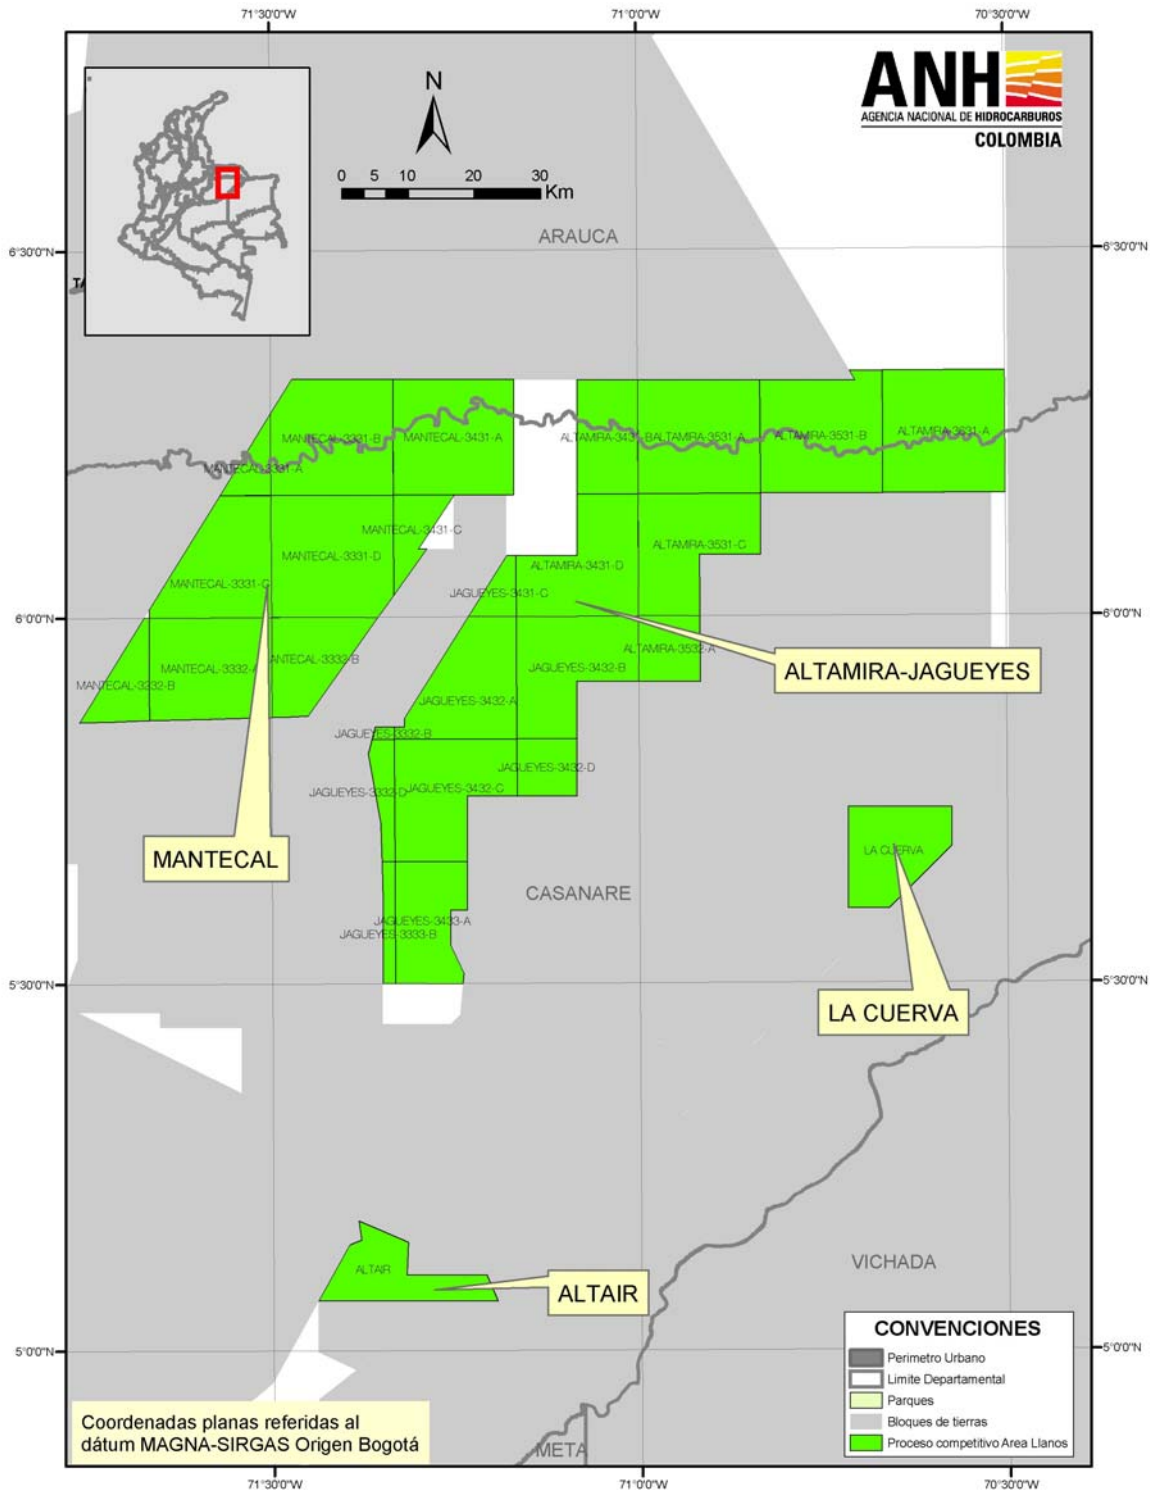 71°30'0"W
71°0'0"W
70°30'0"W
ANH
AGENCIA NACIONAL DE HIDROCARBUROS
COLOMBIA
N
0 5 10 20 30
Km
ARAUCA
6°30'0"N
6°30'0"N
MANTECAL-3331-B
MANTECAL-3431-A
ALTAMIRA-3431-B
ALTAMIRA-3531-A
ALTAMIRA-3531-B
ALTAMIRA-3631-A
MANTECAL-3331-A
MANTECAL-3431-C
MANTECAL-3331-D
ALTAMIRA-3531-C
ALTAMIRA-3431-D
MANTECAL-3331-C
JAGUEYES-3431-C
6°0'0"N
6°0'0"N
ALTAMIRA-3532-A
MANTECAL-3332-A
ANTECAL-3332-B
JAGUEYES-3432-B
ALTAMIRA-JAGUEYES
MANTECAL-3332-B
JAGUEYES-3432-A
JAGUEYES-3332-B
JAGUEYES-3432-D
JAGUEYES-3332-D
JAGUEYES-3432-C
MANTECAL
LA CUERVA
CASANARE
JAGUEYES-3433-A
JAGUEYES-3333-B
5°30'0"N
5°30'0"N
LA CUERVA
VICHADA
ALTAIR
ALTAIR
5°0'0"N
5°0'0"N
CONVENCIONES
Perimetro Urbano
Limite Departamental
Parques
Bloques de tierras
Proceso competitivo Area Llanos
Coordenadas planas referidas al
dátum MAGNA-SIRGAS Origen Bogotá
META
71°30'0"W
71°0'0"W
70°30'0"W